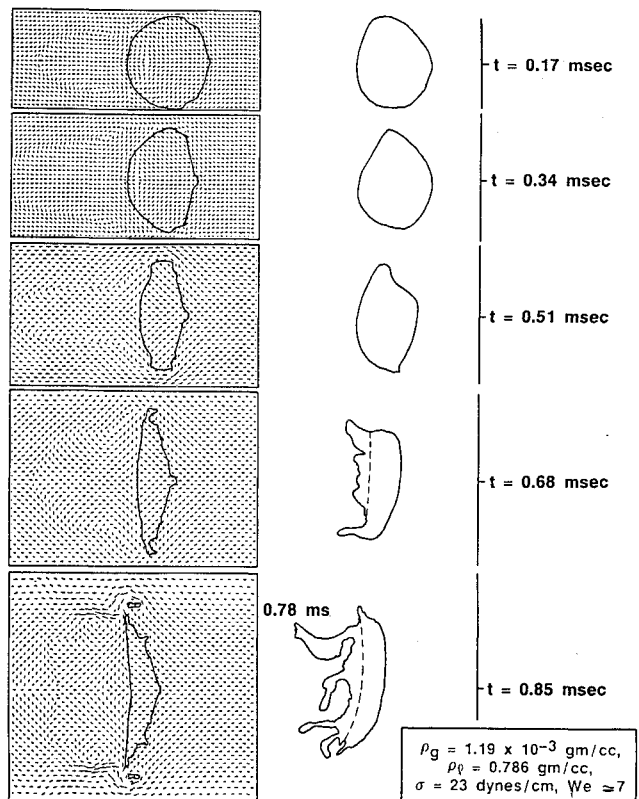 t = 0.17 msec
t = 0.34 msec
t = 0.51 msec
t = 0.68 msec
0.78 ms
t = 0.85 msec
ρg = 1.19 x 10⁻³ gm/cc,
ρℓ = 0.786 gm/cc,
σ = 23 dynes/cm, We ≃7